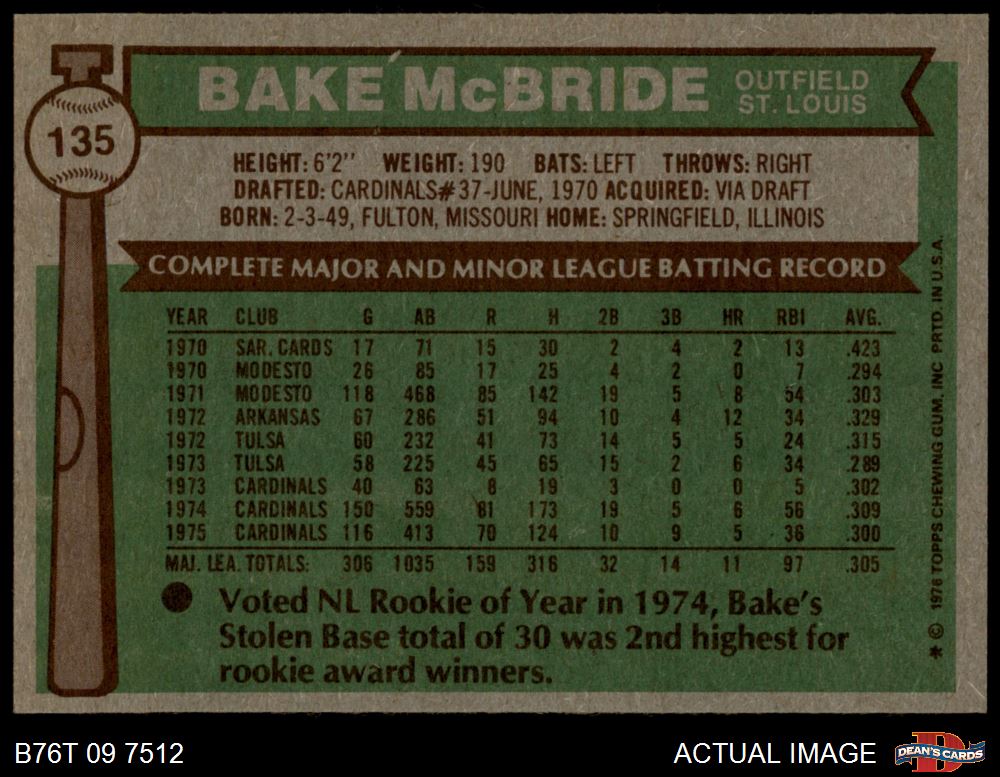 BAKE McBRIDE
OUTFIELD
ST. LOUIS
135
HEIGHT: 6'2" WEIGHT: 190 BATS: LEFT THROWS: RIGHT
DRAFTED: CARDINALS#37-JUNE, 1970 ACQUIRED: VIA DRAFT
BORN: 2-3-49, FULTON, MISSOURI HOME: SPRINGFIELD, ILLINOIS
COMPLETE MAJOR AND MINOR LEAGUE BATTING RECORD
YEAR CLUB G AB R H 2B 3B HR RBI AVG.
1970 SAR. CARDS 17 71 15 30 2 4 2 13 .423
1970 MODESTO 26 85 17 25 4 2 0 7 .294
1971 MODESTO 118 468 85 142 19 5 8 54 .303
1972 ARKANSAS 67 286 51 94 10 4 12 34 .329
1972 TULSA 60 232 41 73 14 5 5 24 .315
1973 TULSA 58 225 45 65 15 2 6 34 .289
1973 CARDINALS 40 63 8 19 3 0 0 5 .302
1974 CARDINALS 150 559 81 173 19 5 6 56 .309
1975 CARDINALS 116 413 70 124 10 9 5 36 .300
MAJ. LEA. TOTALS: 306 1035 159 316 32 14 11 97 .305
Voted NL Rookie of Year in 1974, Bake's
Stolen Base total of 30 was 2nd highest for
rookie award winners.
* © 1976 TOPPS CHEWING GUM, INC PRTD. IN U.S.A.
B76T 09 7512
ACTUAL IMAGE
D
DEAN'S CARDS